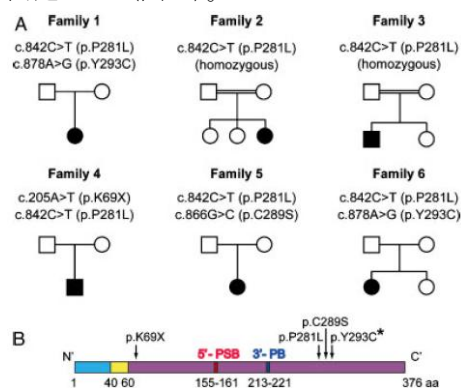 A
Family 1
c.842C>T (p.P281L)
c.878A>G (p.Y293C)
Family 2
c.842C>T (p.P281L)
(homozygous)
Family 3
c.842C>T (p.P281L)
(homozygous)
Family 4
c.205A>T (p.K69X)
c.842C>T (p.P281L)
Family 5
c.842C>T (p.P281L)
c.866G>C (p.C289S)
Family 6
c.842C>T (p.P281L)
c.878A>G (p.Y293C)
B
p.C289S
p.K69X
p.P281L
p.Y293C*
N'
5'- PSB
3'- PB
C'
1
40
60
155-161
213-221
376 aa